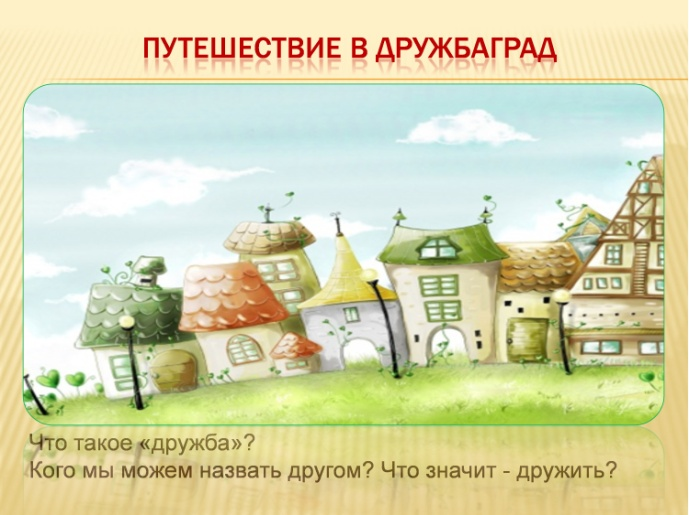 ПУТЕШЕСТВИЕ В ДРУЖБАГРАД
Что такое «дружба»?
Кого мы можем назвать другом? Что значит - дружить?